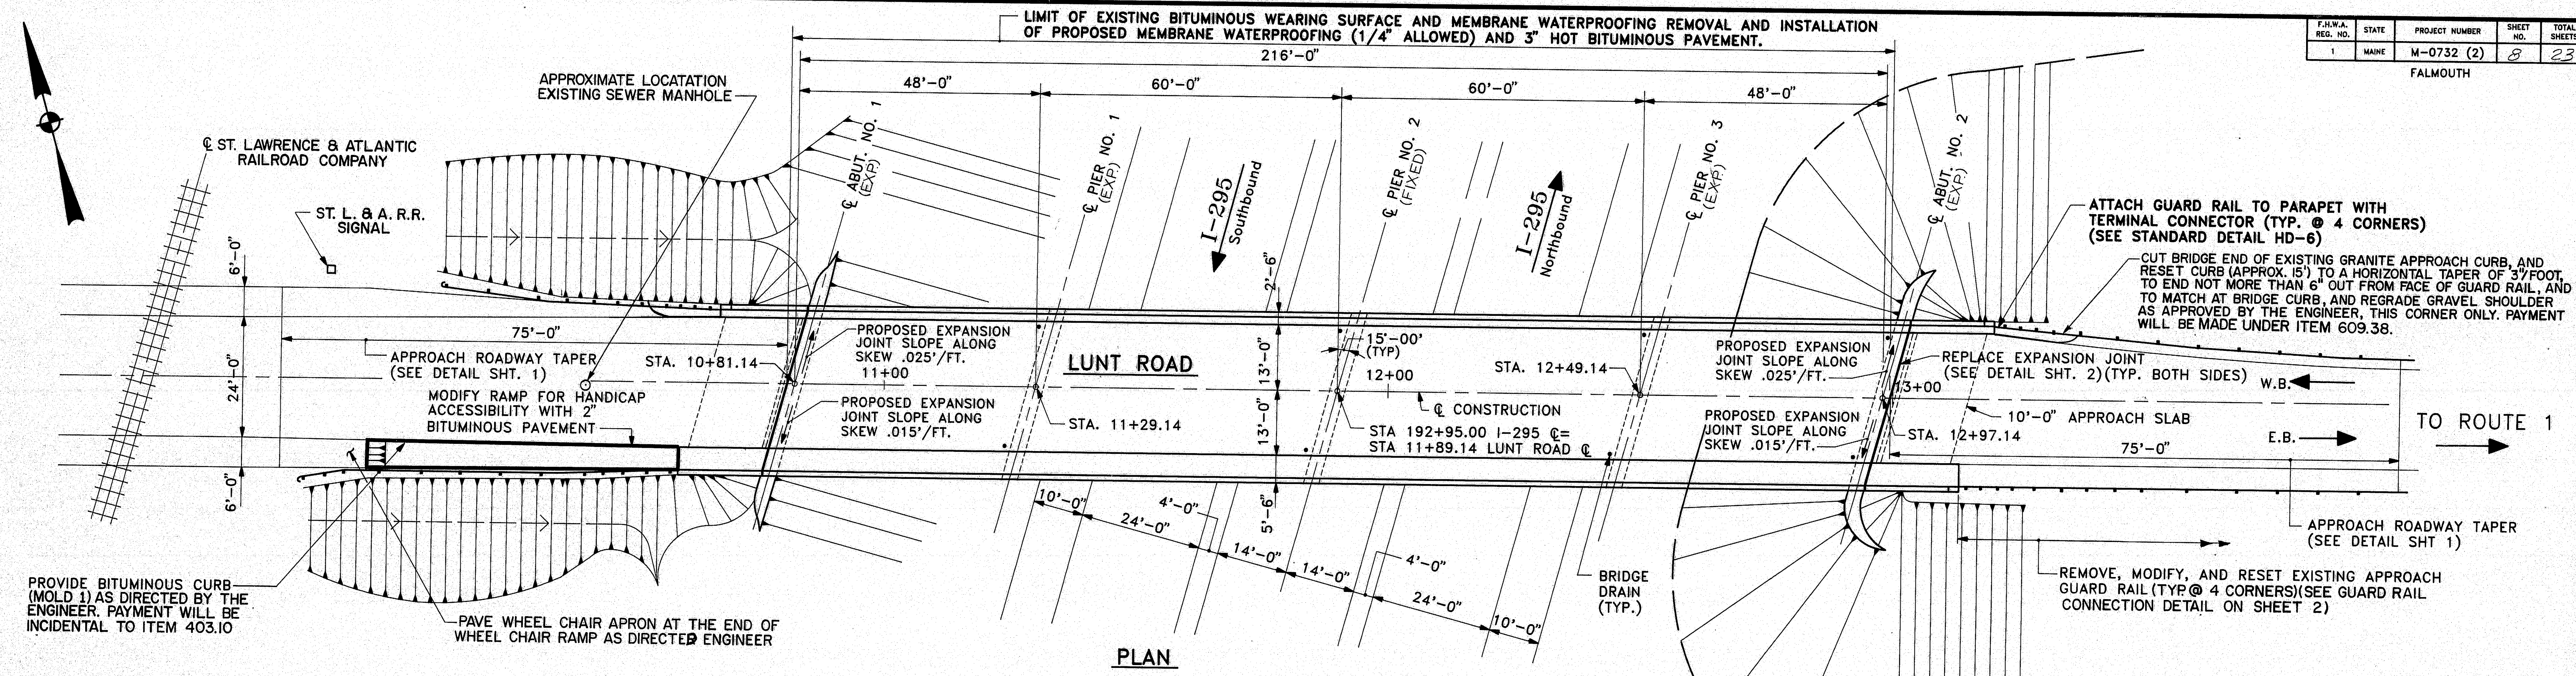 LIMIT OF EXISTING BITUMINOUS WEARING SURFACE AND MEMBRANE WATERPROOFING REMOVAL AND INSTALLATION
OF PROPOSED MEMBRANE WATERPROOFING (1/4" ALLOWED) AND 3" HOT BITUMINOUS PAVEMENT.
F.H.W.A. REG. NO.
STATE
PROJECT NUMBER
SHEET NO.
TOTAL SHEETS
1
MAINE
M-0732 (2)
8
23
FALMOUTH
216'-0"
48'-0"
60'-0"
60'-0"
48'-0"
APPROXIMATE LOCATATION
EXISTING SEWER MANHOLE
℄ ST. LAWRENCE & ATLANTIC
RAILROAD COMPANY
ST. L. & A. R.R.
SIGNAL
℄ ABUT. NO. 1
(EXP.)
℄ PIER NO. 1
(EXP.)
I-295
Southbound
℄ PIER NO. 2
(FIXED)
I-295
Northbound
℄ PIER NO. 3
(EXP.)
℄ ABUT. NO. 2
(EXP.)
ATTACH GUARD RAIL TO PARAPET WITH
TERMINAL CONNECTOR (TYP. @ 4 CORNERS)
(SEE STANDARD DETAIL HD-6)
CUT BRIDGE END OF EXISTING GRANITE APPROACH CURB, AND
RESET CURB (APPROX. 15') TO A HORIZONTAL TAPER OF 3"/FOOT,
TO END NOT MORE THAN 6" OUT FROM FACE OF GUARD RAIL, AND
TO MATCH AT BRIDGE CURB, AND REGRADE GRAVEL SHOULDER
AS APPROVED BY THE ENGINEER, THIS CORNER ONLY. PAYMENT
WILL BE MADE UNDER ITEM 609.38.
6'-0"
24'-0"
6'-0"
75'-0"
APPROACH ROADWAY TAPER
(SEE DETAIL SHT. 1)
STA. 10+81.14
MODIFY RAMP FOR HANDICAP
ACCESSIBILITY WITH 2"
BITUMINOUS PAVEMENT
PROPOSED EXPANSION
JOINT SLOPE ALONG
SKEW .025'/FT.
11+00
PROPOSED EXPANSION
JOINT SLOPE ALONG
SKEW .015'/FT.
LUNT ROAD
STA. 11+29.14
2'-6"
13'-0"
13'-0"
5'-6"
15'-00'
(TYP)
12+00
STA. 12+49.14
℄ CONSTRUCTION
STA 192+95.00 I-295 ℄=
STA 11+89.14 LUNT ROAD ℄
PROPOSED EXPANSION
JOINT SLOPE ALONG
SKEW .025'/FT.
PROPOSED EXPANSION
JOINT SLOPE ALONG
SKEW .015'/FT.
REPLACE EXPANSION JOINT
(SEE DETAIL SHT. 2)(TYP. BOTH SIDES)
13+00
W.B.
10'-0" APPROACH SLAB
STA. 12+97.14
E.B.
75'-0"
TO ROUTE 1
10'-0"
24'-0"
4'-0"
14'-0"
14'-0"
4'-0"
24'-0"
10'-0"
BRIDGE
DRAIN
(TYP.)
APPROACH ROADWAY TAPER
(SEE DETAIL SHT 1)
REMOVE, MODIFY, AND RESET EXISTING APPROACH
GUARD RAIL (TYP @ 4 CORNERS)(SEE GUARD RAIL
CONNECTION DETAIL ON SHEET 2)
PROVIDE BITUMINOUS CURB
(MOLD 1) AS DIRECTED BY THE
ENGINEER. PAYMENT WILL BE
INCIDENTAL TO ITEM 403.10
PAVE WHEEL CHAIR APRON AT THE END OF
WHEEL CHAIR RAMP AS DIRECTED ENGINEER
PLAN